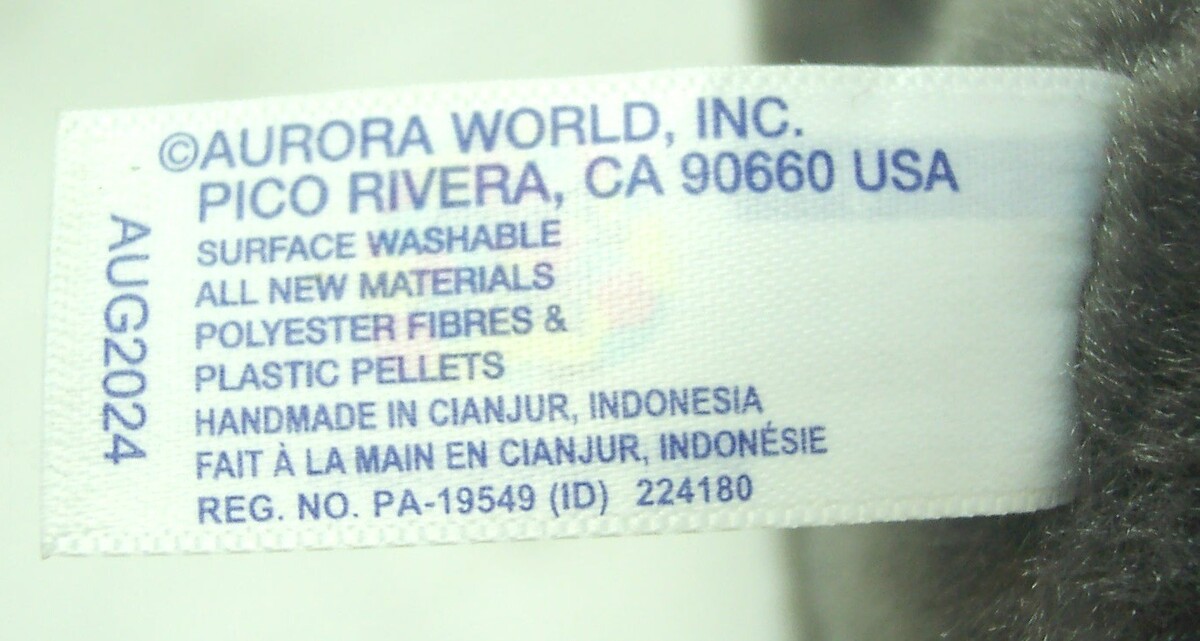 ©AURORA WORLD, INC.
PICO RIVERA, CA 90660 USA
SURFACE WASHABLE
ALL NEW MATERIALS
POLYESTER FIBRES &
PLASTIC PELLETS
HANDMADE IN CIANJUR, INDONESIA
FAIT À LA MAIN EN CIANJUR, INDONÉSIE
REG. NO. PA-19549 (ID) 224180
AUG2024